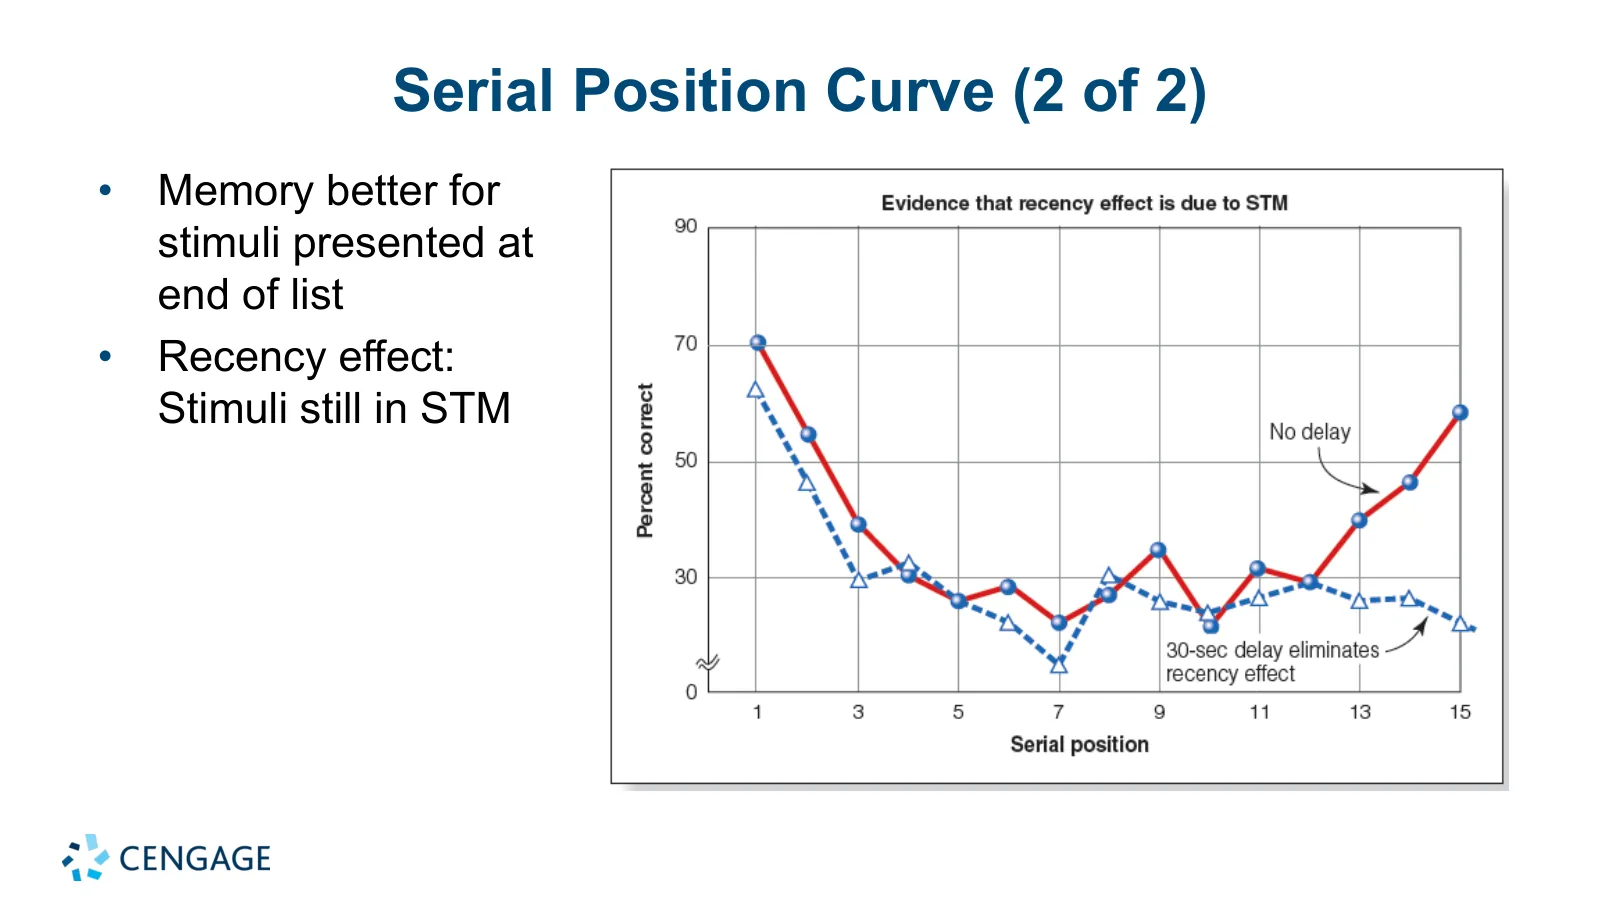 Serial Position Curve (2 of 2)
• Memory better for
stimuli presented at
end of list
• Recency effect:
Stimuli still in STM
Evidence that recency effect is due to STM
90
70
50
30
0
Percent correct
No delay
30-sec delay eliminates
recency effect
1 3 5 7 9 11 13 15
Serial position
CENGAGE